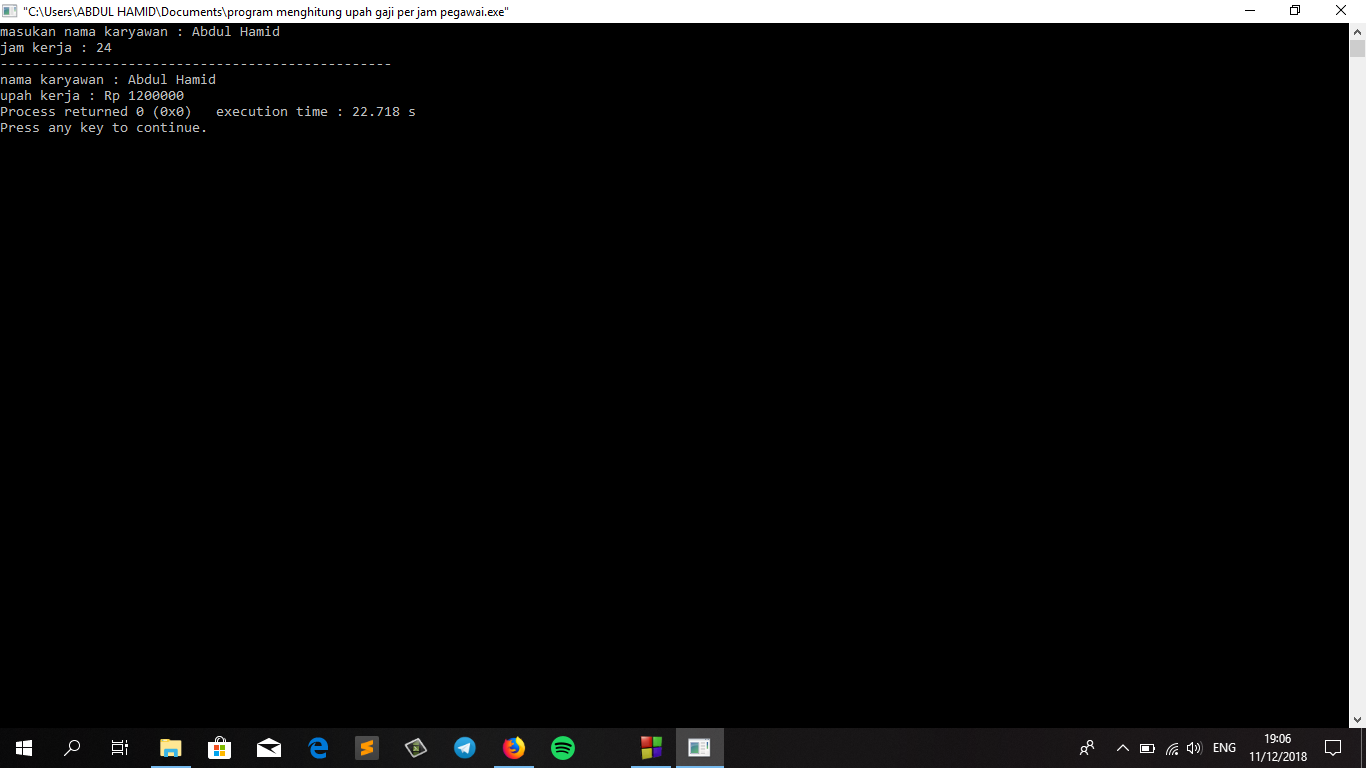 "C:\Users\ABDUL HAMID\Documents\program menghitung upah gaji per jam pegawai.exe"
masukan nama karyawan : Abdul Hamid
jam kerja : 24
-------------------------------------------------
nama karyawan : Abdul Hamid
upah kerja : Rp 1200000
Process returned 0 (0x0)   execution time : 22.718 s
Press any key to continue.
ENG
19:06
11/12/2018